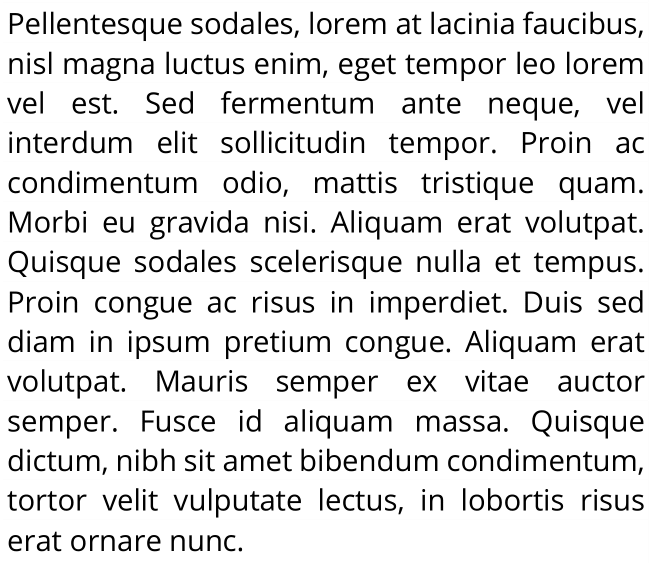 Pellentesque sodales, lorem at lacinia faucibus,
nisl magna luctus enim, eget tempor leo lorem
vel est. Sed fermentum ante neque, vel
interdum elit sollicitudin tempor. Proin ac
condimentum odio, mattis tristique quam.
Morbi eu gravida nisi. Aliquam erat volutpat.
Quisque sodales scelerisque nulla et tempus.
Proin congue ac risus in imperdiet. Duis sed
diam in ipsum pretium congue. Aliquam erat
volutpat. Mauris semper ex vitae auctor
semper. Fusce id aliquam massa. Quisque
dictum, nibh sit amet bibendum condimentum,
tortor velit vulputate lectus, in lobortis risus
erat ornare nunc.